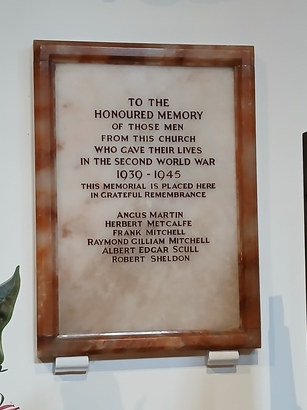 TO THE
HONOURED MEMORY
OF THOSE MEN
FROM THIS CHURCH
WHO GAVE THEIR LIVES
IN THE SECOND WORLD WAR
1939 - 1945
THIS MEMORIAL IS PLACED HERE
IN GRATEFUL REMEMBRANCE
ANGUS MARTIN
HERBERT METCALFE
FRANK MITCHELL
RAYMOND GILLIAM MITCHELL
ALBERT EDGAR SCULL
ROBERT SHELDON